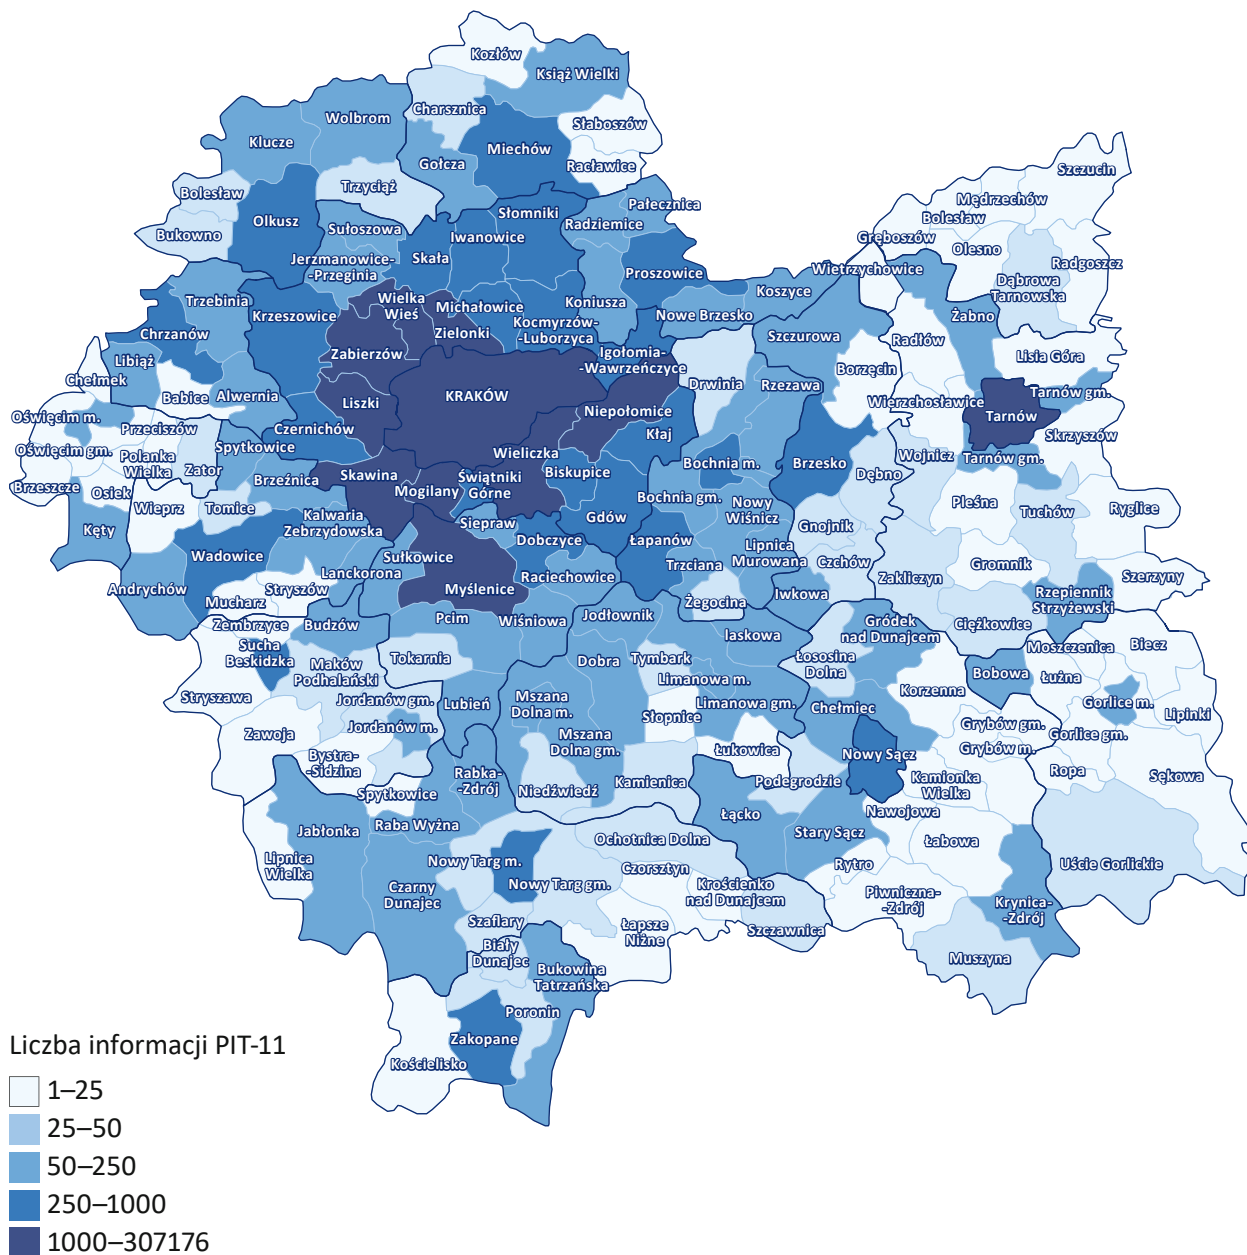 Kozłów
Książ Wielki
Charsznica
Wolbrom
Słaboszów
Klucze
Miechów
Gołcza
Racławice
Szczucin
Trzyciąż
Bolesław
Mędrzechów
Pałecznica
Słomniki
Bolesław
Olkusz
Radziemice
Sułoszowa
Bukowno
Iwanowice
Gręboszów
Olesno
Jerzmanowice-
-Przeginia
Skała
Radgoszcz
Proszowice
Wietrzychowice
Dąbrowa
Tarnowska
Koszyce
Trzebinia
Wielka
Wieś
Michałowice
Koniusza
Krzeszowice
Nowe Brzesko
Żabno
Kocmyrzów-
-Luborzyca
Chrzanów
Zielonki
Szczurowa
Radłów
Zabierzów
Igołomia-
-Wawrzeńczyce
Lisia Góra
Libiąż
Borzęcin
Chełmek
Drwinia
Rzezawa
Tarnów gm.
Babice
Alwernia
KRAKÓW
Liszki
Wierzchosławice
Niepołomice
Tarnów
Oświęcim m.
Przeciszów
Czernichów
Kłaj
Skrzyszów
Spytkowice
Oświęcim gm.
Polanka
Wielka
Wieliczka
Wojnicz
Tarnów gm.
Bochnia m.
Brzesko
Zator
Skawina
Biskupice
Dębno
Świątniki
Górne
Brzeźnica
Brzeszcze
Osiek
Mogilany
Bochnia gm.
Nowy
Wiśnicz
Pleśna
Wieprz
Tomice
Kalwaria
Zebrzydowska
Tuchów
Ryglice
Gdów
Siepraw
Kęty
Gnojnik
Dobczyce
Łapanów
Lipnica
Murowana
Wadowice
Sułkowice
Trzciana
Czchów
Gromnik
Lanckorona
Raciechowice
Zakliczyn
Szerzyny
Andrychów
Stryszów
Myślenice
Iwkowa
Rzepiennik
Strzyżewski
Mucharz
Żegocina
Pcim
Wiśniowa
Jodłownik
Zembrzyce
Budzów
Gródek
nad Dunajcem
Ciężkowice
Laskowa
Sucha
Beskidzka
Biecz
Moszczenica
Tokarnia
Maków
Podhalański
Dobra
Tymbark
Łososina
Dolna
Limanowa m.
Bobowa
Łużna
Korzenna
Stryszawa
Jordanów gm.
Mszana
Dolna m.
Lubień
Limanowa gm.
Gorlice m.
Chełmiec
Lipinki
Słopnice
Jordanów m.
Grybów gm.
Zawoja
Mszana
Dolna gm.
Gorlice gm.
Łukowica
Grybów m.
Nowy Sącz
Bystra-
-Sidzina
Ropa
Sękowa
Rabka-
-Zdrój
Kamienica
Podegrodzie
Kamionka
Wielka
Niedźwiedź
Spytkowice
Nawojowa
Łącko
Raba Wyżna
Jabłonka
Stary Sącz
Ochotnica Dolna
Łabowa
Nowy Targ m.
Lipnica
Wielka
Czorsztyn
Rytro
Uście Gorlickie
Czarny
Dunajec
Nowy Targ gm.
Krościenko
nad Dunajcem
Piwniczna-
-Zdrój
Krynica-
-Zdrój
Szaflary
Łapsze
Niżne
Szczawnica
Biały
Dunajec
Muszyna
Bukowina
Tatrzańska
Poronin
Zakopane
Kościelisko
Liczba informacji PIT-11
1–25
25–50
50–250
250–1000
1000–307176